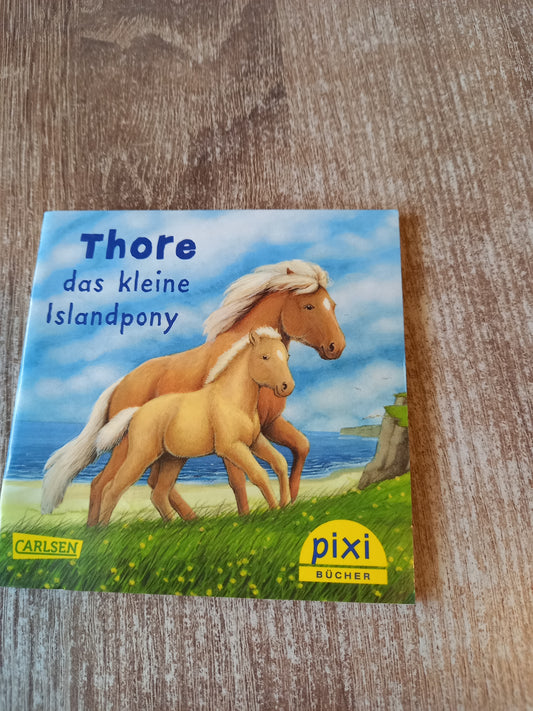 Thore
das kleine
Islandpony
CARLSEN
pixi
BÜCHER